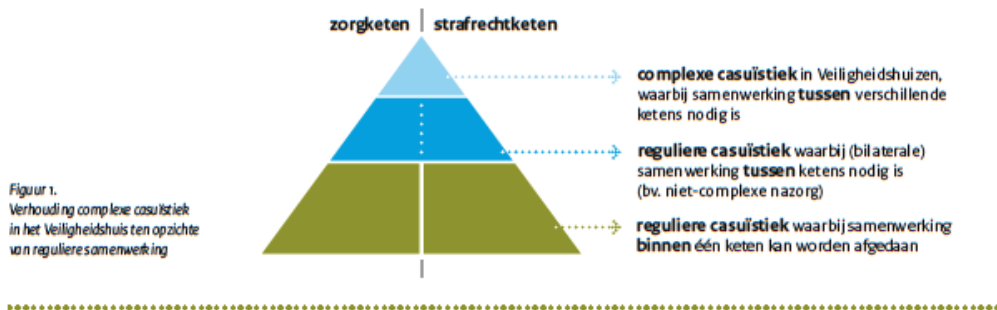 zorgketen | strafrechtketen
complexe casuïstiek in Veiligheidshuizen,
waarbij samenwerking tussen verschillende
ketens nodig is
reguliere casuïstiek waarbij (bilaterale)
samenwerking tussen ketens nodig is
(bv. niet-complexe nazorg)
reguliere casuïstiek waarbij samenwerking
binnen één keten kan worden afgedaan
Figuur 1.
Verhouding complexe casuïstiek
in het Veiligheidshuis ten opzichte
van reguliere samenwerking